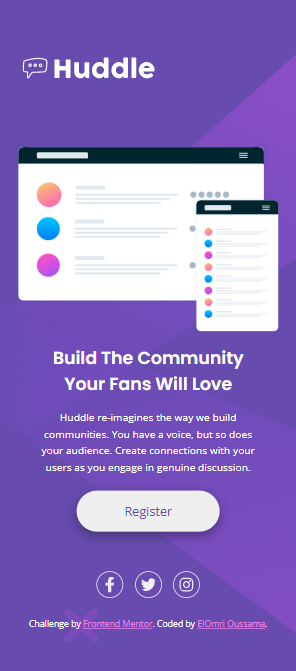 Huddle
Build The Community
Your Fans Will Love
Huddle re-imagines the way we build
communities. You have a voice, but so does
your audience. Create connections with your
users as you engage in genuine discussion.
Register
Challenge by Frontend Mentor. Coded by ElOmri Oussama.